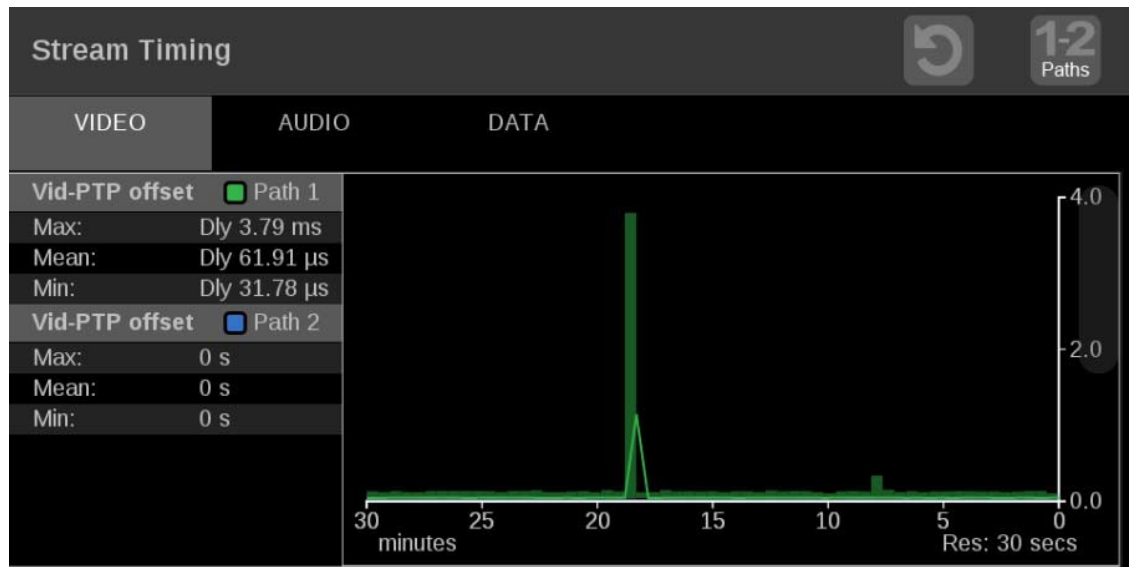 Stream Timing
1-2
Paths
VIDEO AUDIO DATA
Vid-PTP offset Path 1
Max: Dly 3.79 ms
Mean: Dly 61.91 µs
Min: Dly 31.78 µs
Vid-PTP offset Path 2
Max: 0 s
Mean: 0 s
Min: 0 s
4.0
2.0
0.0
30 25 20 15 10 5 0
minutes Res: 30 secs